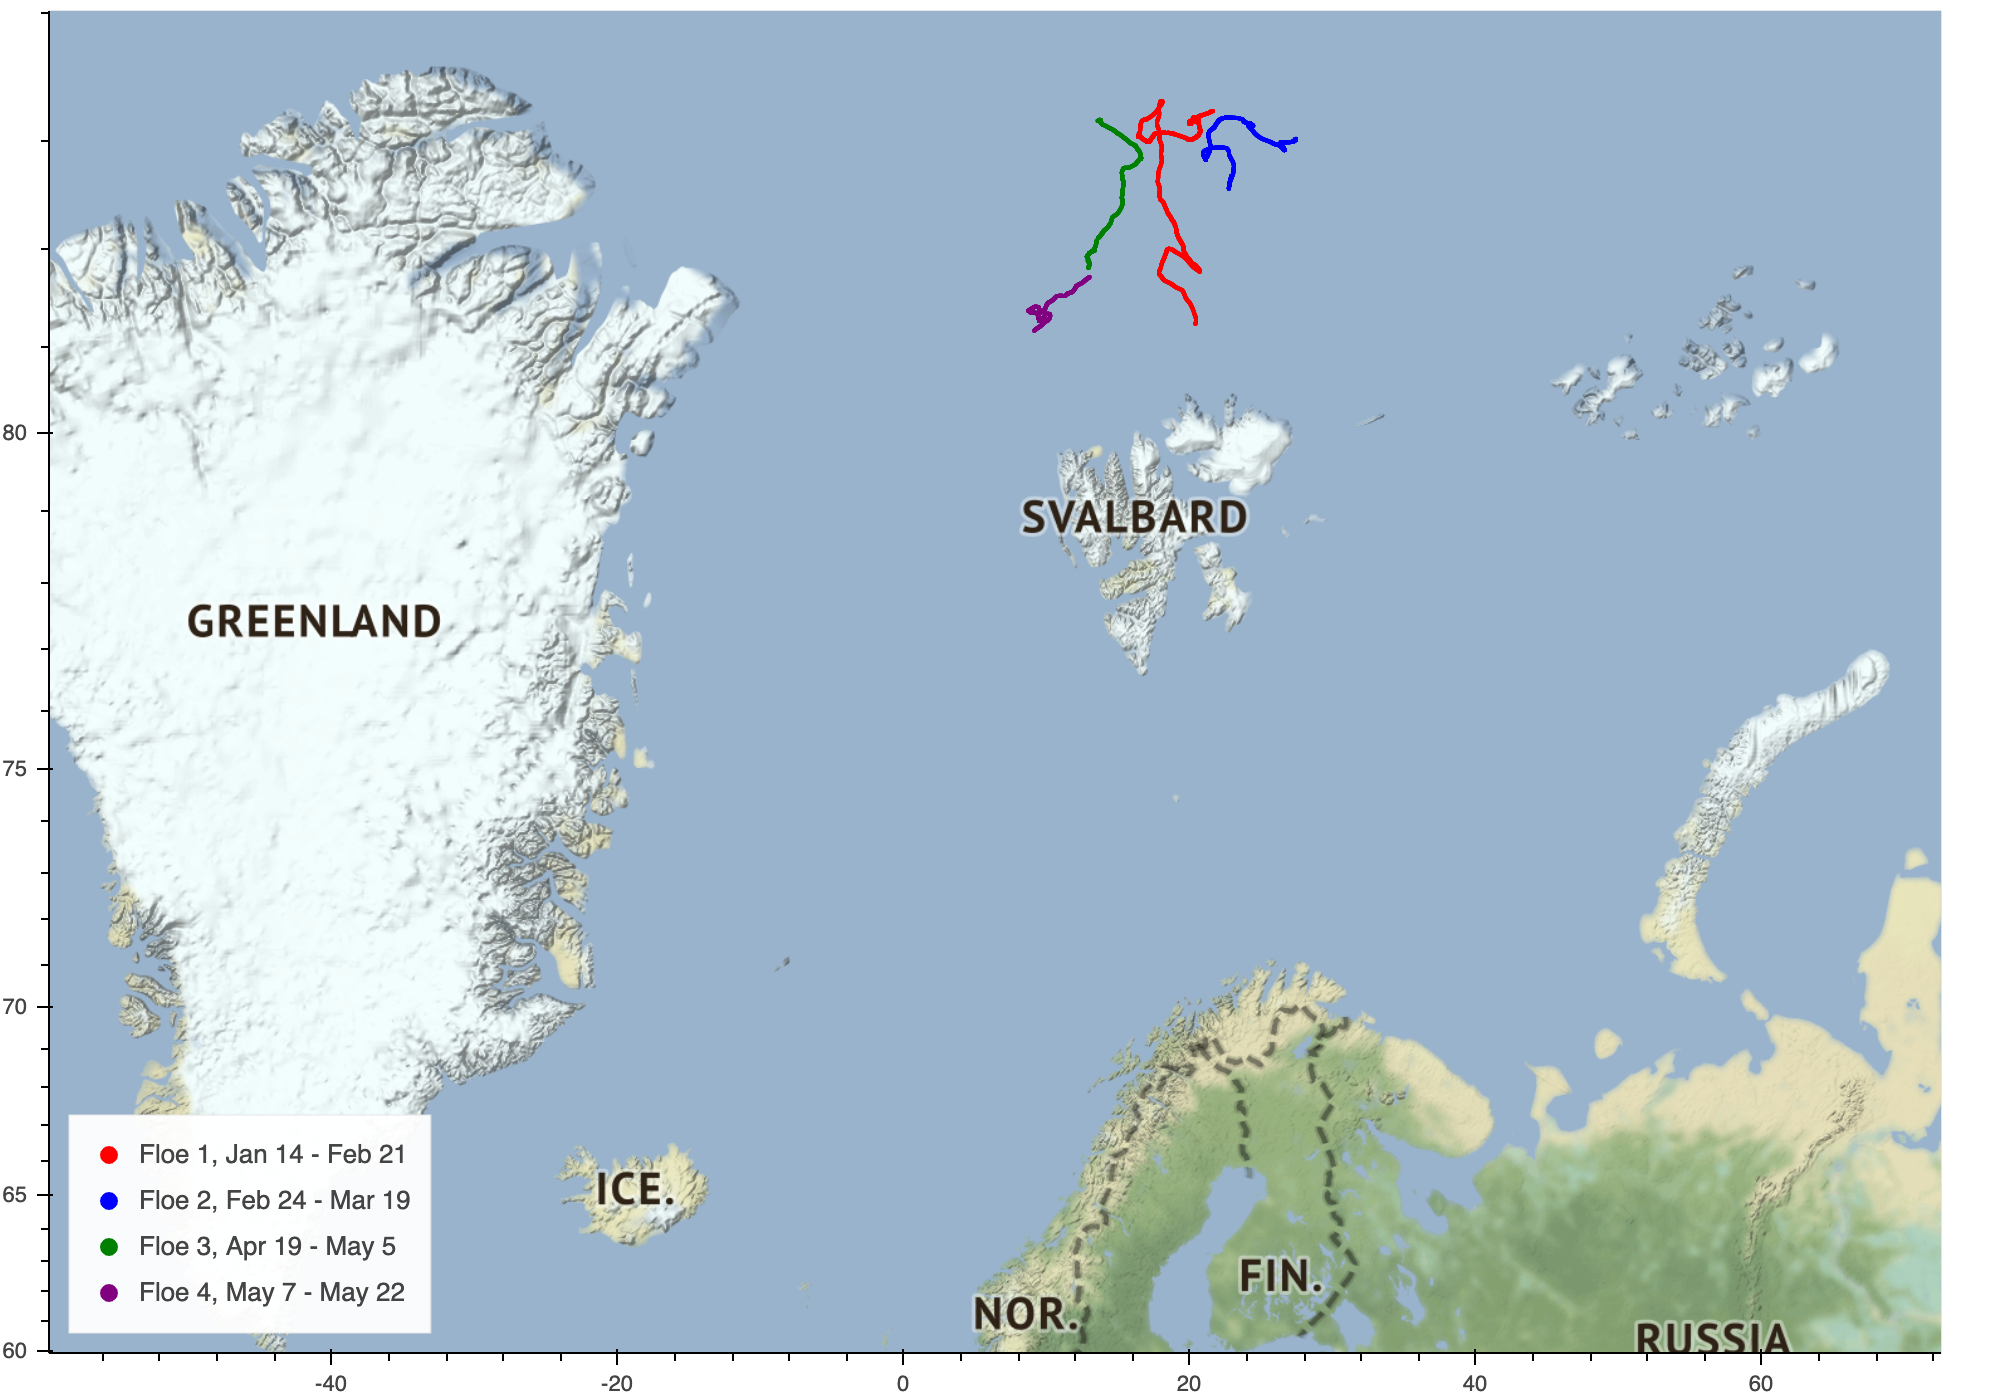 80
75
70
65
60
-40
-20
0
20
40
60
SVALBARD
GREENLAND
ICE.
NOR.
FIN.
RUSSIA
Floe 1, Jan 14 - Feb 21
Floe 2, Feb 24 - Mar 19
Floe 3, Apr 19 - May 5
Floe 4, May 7 - May 22